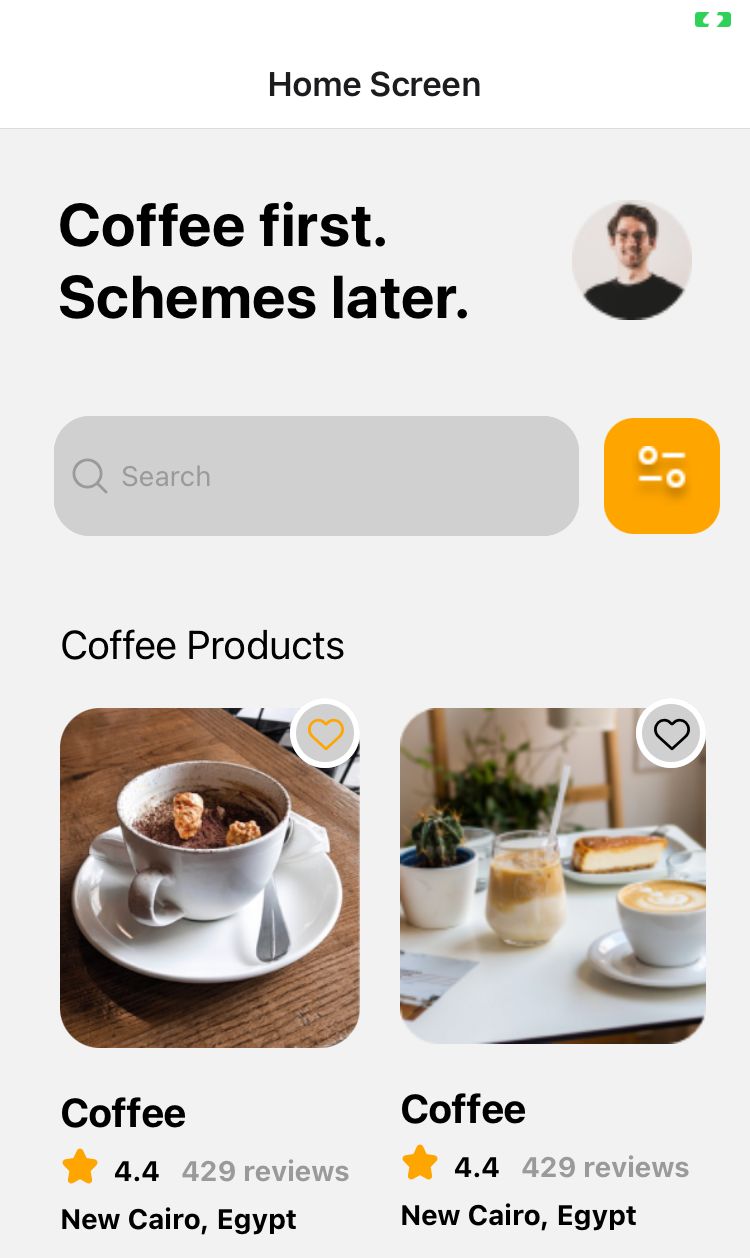 Home Screen
Coffee first.
Schemes later.
Search
Coffee Products
Coffee
4.4 429 reviews
New Cairo, Egypt
Coffee
4.4 429 reviews
New Cairo, Egypt